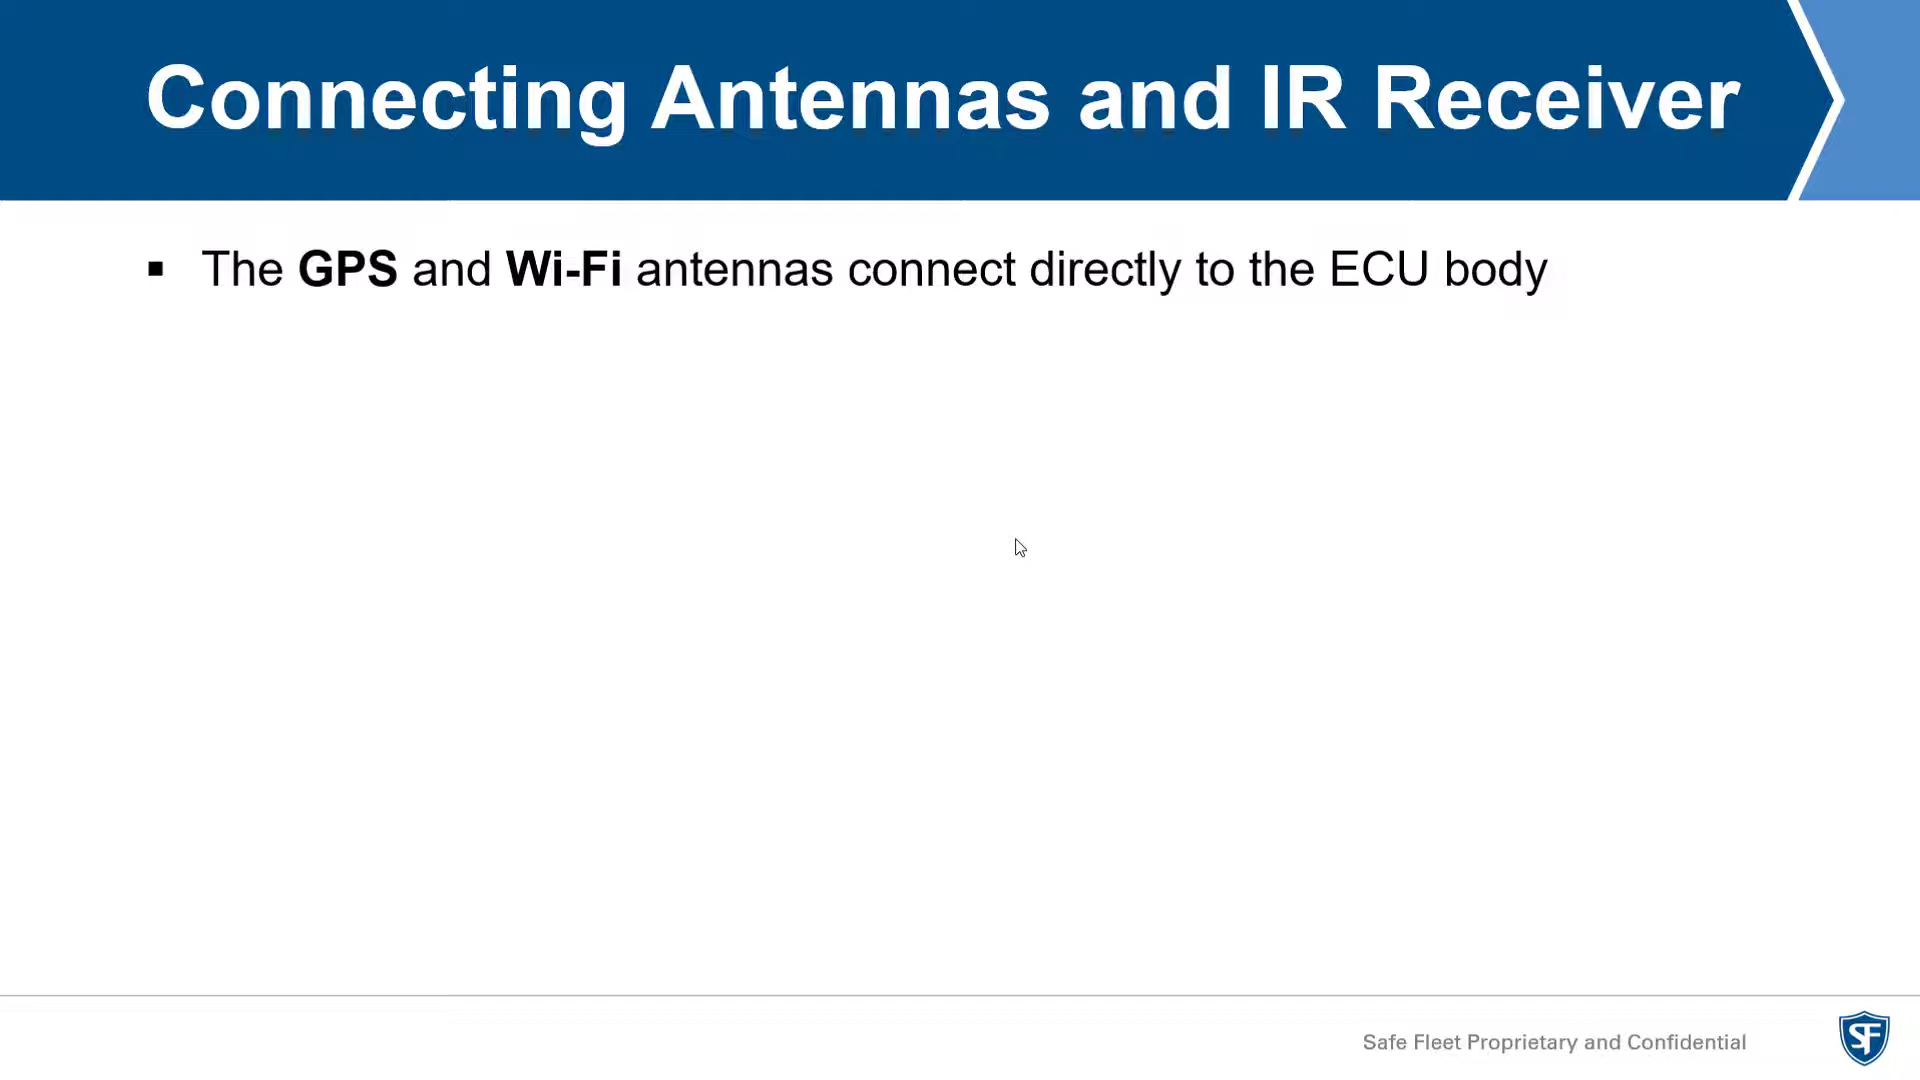 Connecting Antennas and IR Receiver
▪ The GPS and Wi-Fi antennas connect directly to the ECU body
Safe Fleet Proprietary and Confidential
SF